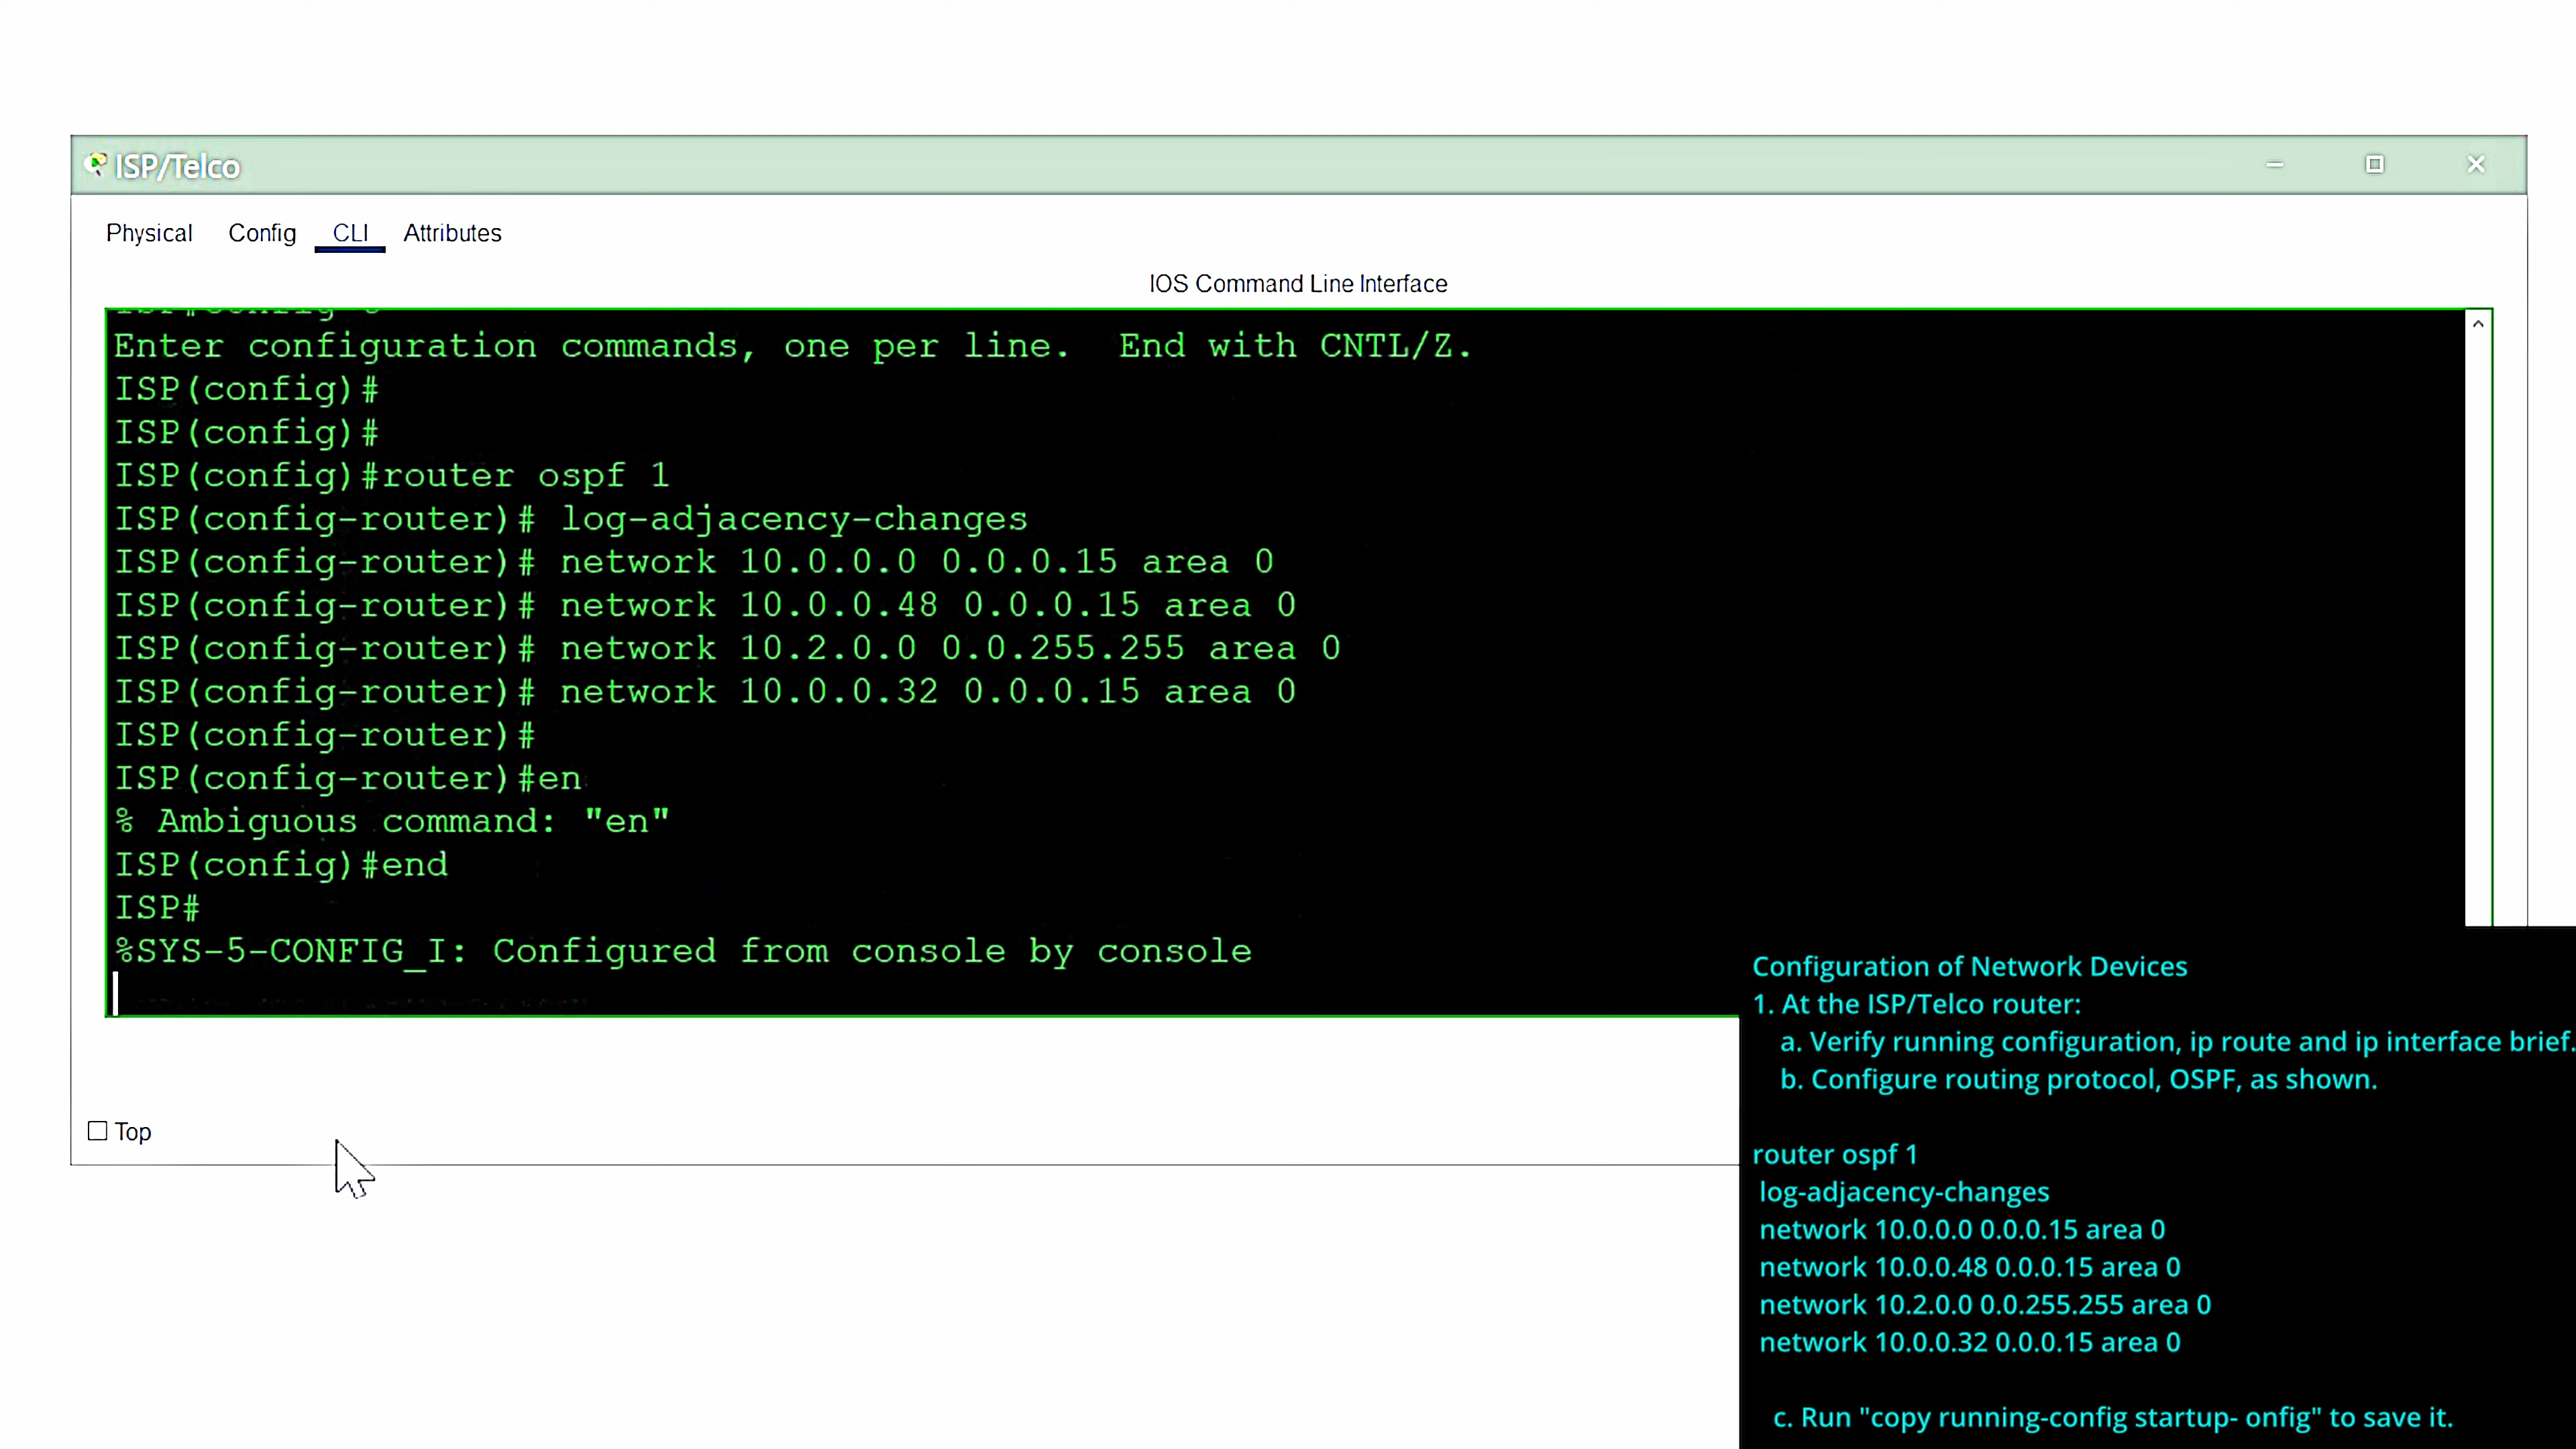 ISP/Telco
Physical Config CLI Attributes
IOS Command Line Interface
Enter configuration commands, one per line.  End with CNTL/Z.
ISP(config)#
ISP(config)#
ISP(config)#router ospf 1
ISP(config-router)# log-adjacency-changes
ISP(config-router)# network 10.0.0.0 0.0.0.15 area 0
ISP(config-router)# network 10.0.0.48 0.0.0.15 area 0
ISP(config-router)# network 10.2.0.0 0.0.255.255 area 0
ISP(config-router)# network 10.0.0.32 0.0.0.15 area 0
ISP(config-router)#
ISP(config-router)#en
% Ambiguous command: "en"
ISP(config)#end
ISP#
%SYS-5-CONFIG_I: Configured from console by console
Top
Configuration of Network Devices
1. At the ISP/Telco router:
a. Verify running configuration, ip route and ip interface brief.
b. Configure routing protocol, OSPF, as shown.
router ospf 1
log-adjacency-changes
network 10.0.0.0 0.0.0.15 area 0
network 10.0.0.48 0.0.0.15 area 0
network 10.2.0.0 0.0.255.255 area 0
network 10.0.0.32 0.0.0.15 area 0
c. Run "copy running-config startup- onfig" to save it.